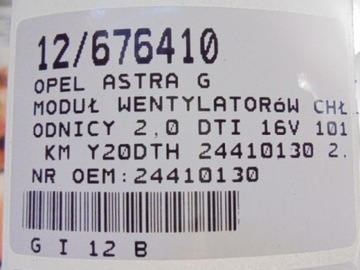 12/676410
OPEL ASTRA G
MODUŁ WENTYLATORÓW CHŁ
ODNICY 2,0 DTI 16V 101
KM Y20DTH 24410130 2.
NR OEM:24410130
G I 12 B